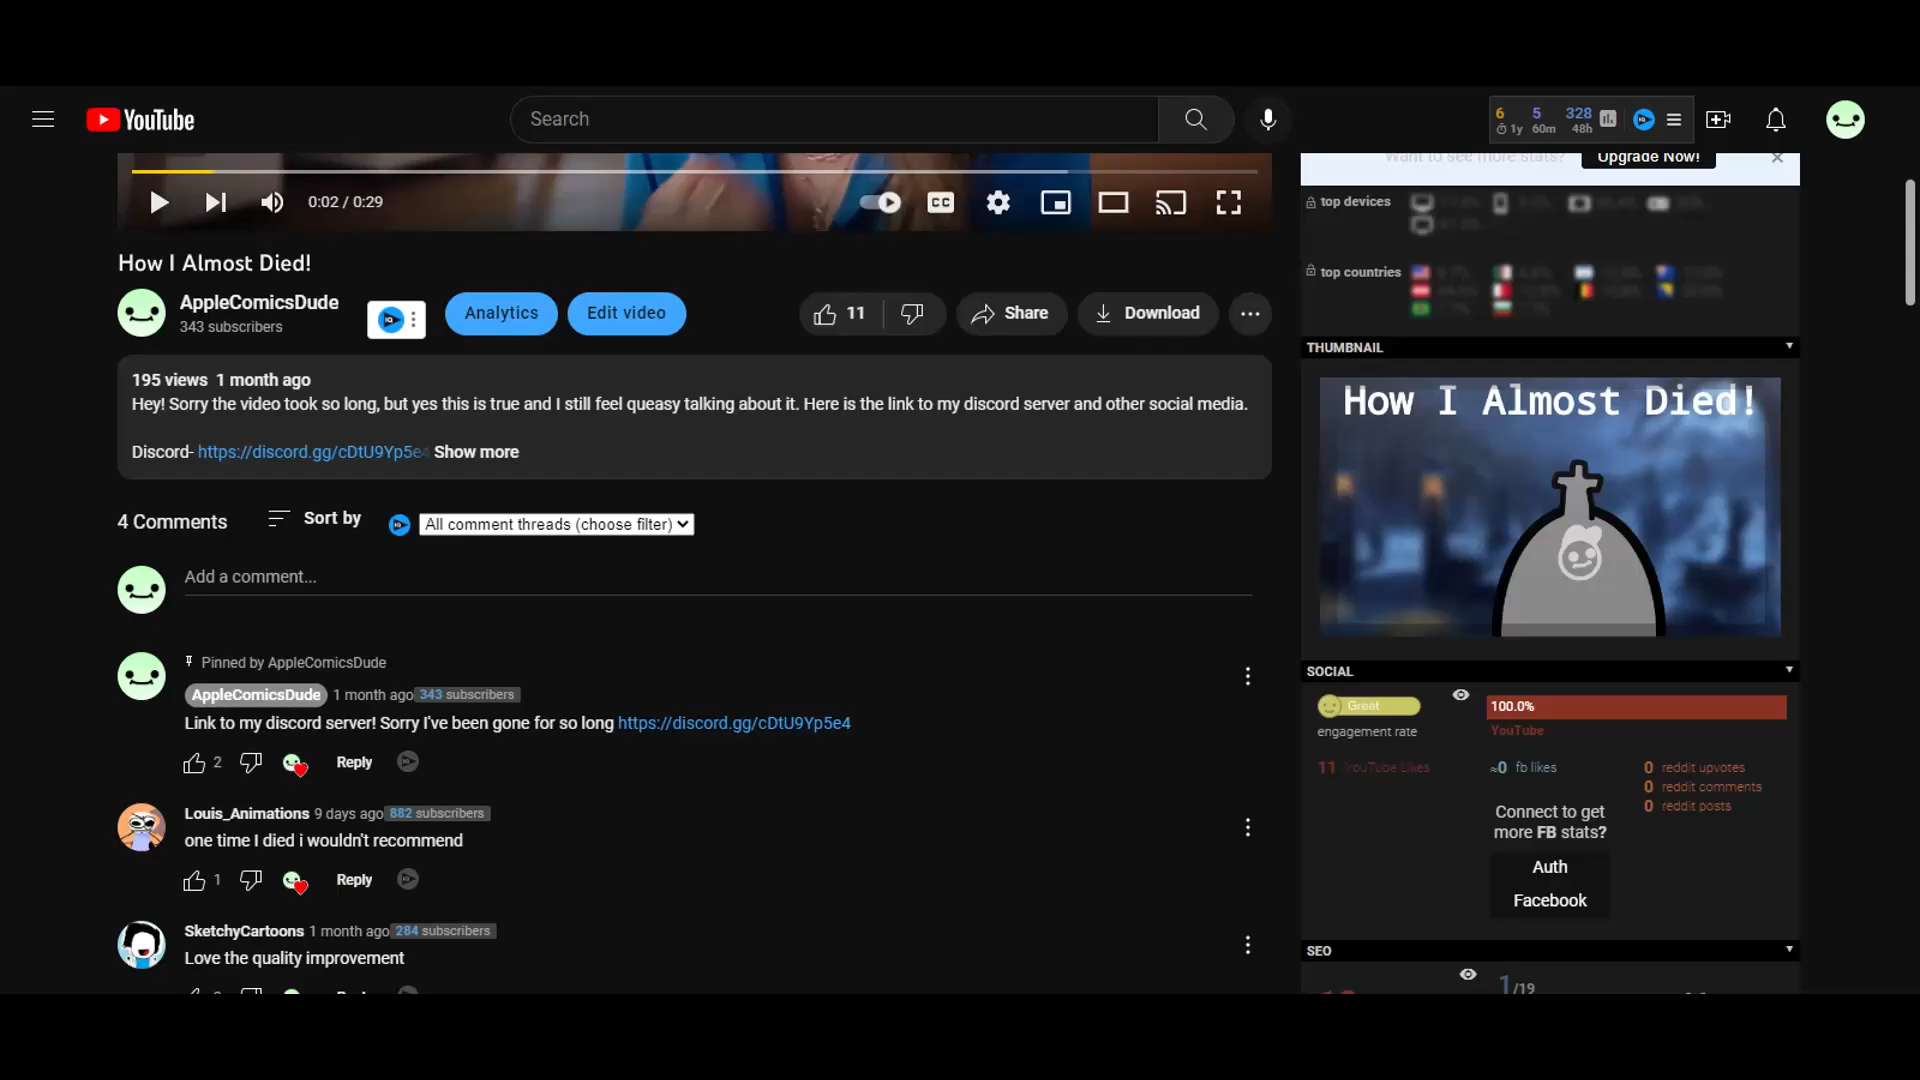 YouTube
Search
6 5 328
1y 60m 48h
Want to see more stats? Upgrade Now!
0:02 / 0:29
CC
top devices
top countries
How I Almost Died!
AppleComicsDude
343 subscribers
Analytics
Edit video
11
Share
Download
195 views 1 month ago
Hey! Sorry the video took so long, but yes this is true and I still feel queasy talking about it. Here is the link to my discord server and other social media.
Discord- https://discord.gg/cDtU9Yp5e4 Show more
4 Comments
Sort by
All comment threads (choose filter)
Add a comment...
Pinned by AppleComicsDude
AppleComicsDude 1 month ago 343 subscribers
Link to my discord server! Sorry I've been gone for so long https://discord.gg/cDtU9Yp5e4
2
Reply
Louis_Animations 9 days ago 882 subscribers
one time I died i wouldn't recommend
1
Reply
SketchyCartoons 1 month ago 284 subscribers
Love the quality improvement
THUMBNAIL
How I Almost Died!
SOCIAL
Great
engagement rate
100.0%
YouTube
11 YouTube Likes
≈0 fb likes
0 reddit upvotes
0 reddit comments
0 reddit posts
Connect to get
more FB stats?
Auth
Facebook
SEO
1/19